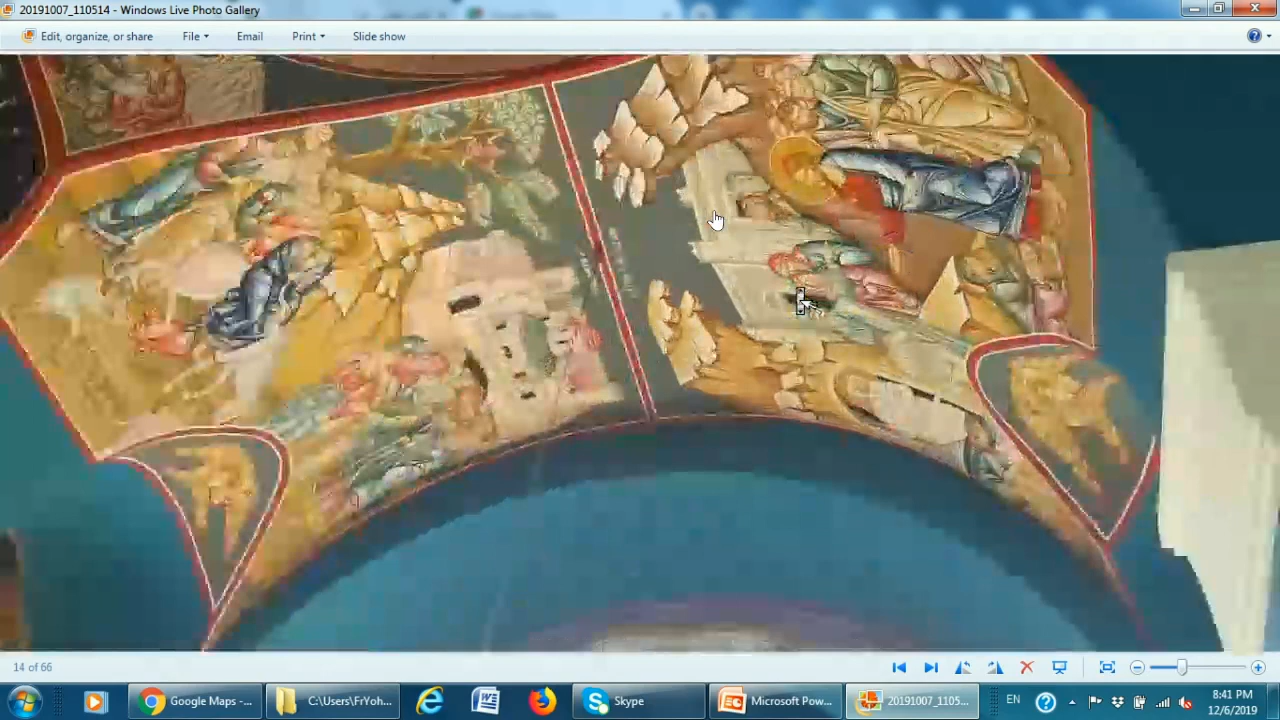 20191007_110514 - Windows Live Photo Gallery
Edit, organize, or share File Email Print Slide show
14 of 66
Google Maps -... C:\Users\FrYoh... Skype Microsoft Pow... 20191007_1105... EN 8:41 PM
12/6/2019